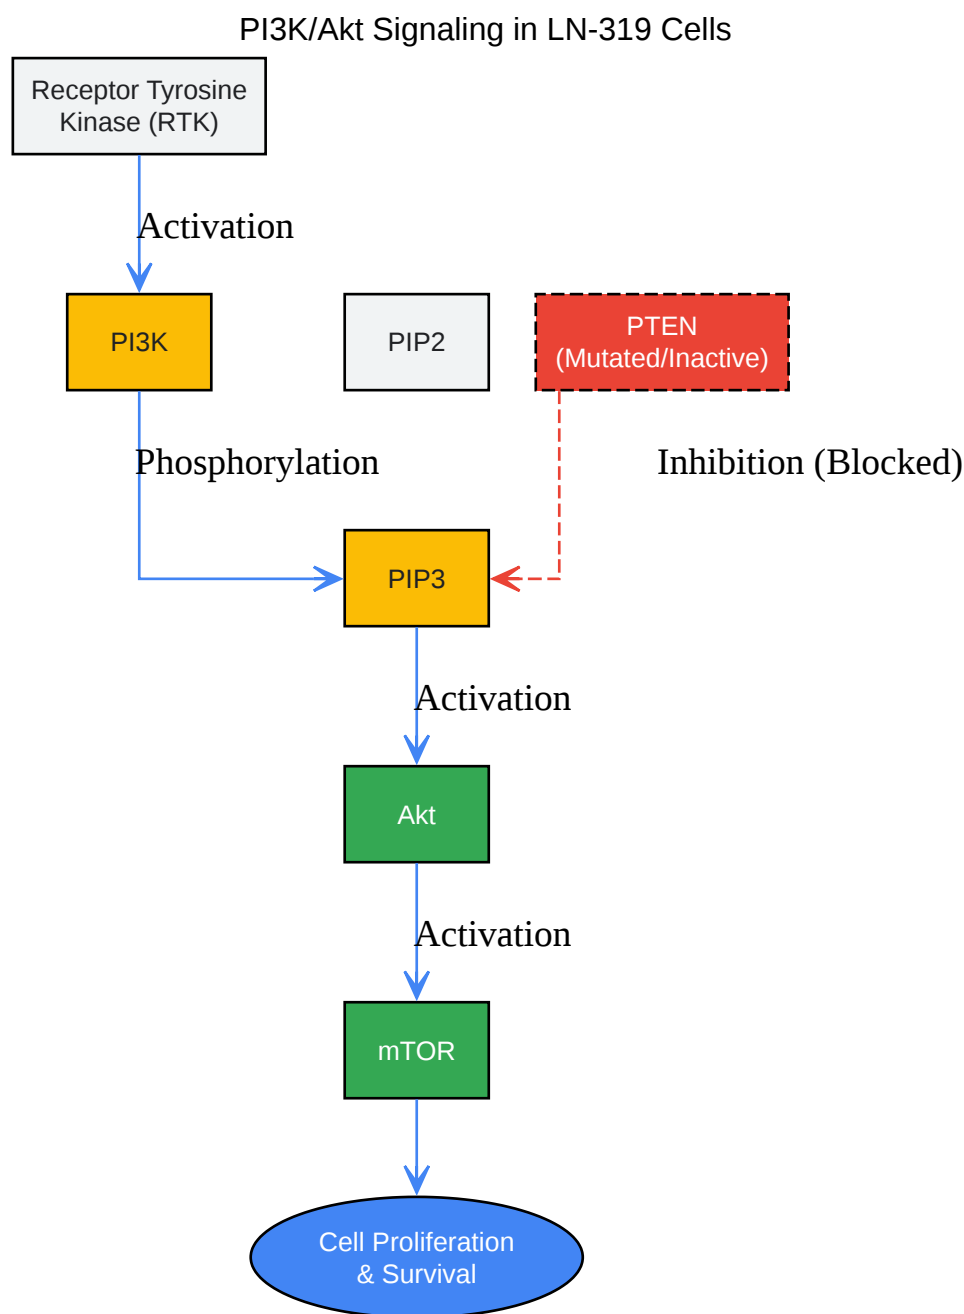 PI3K/Akt Signaling in LN-319 Cells
Receptor Tyrosine
Kinase (RTK)
Activation
PI3K
PIP2
PTEN
(Mutated/Inactive)
Phosphorylation
Inhibition (Blocked)
PIP3
Activation
Akt
Activation
mTOR
Cell Proliferation
& Survival